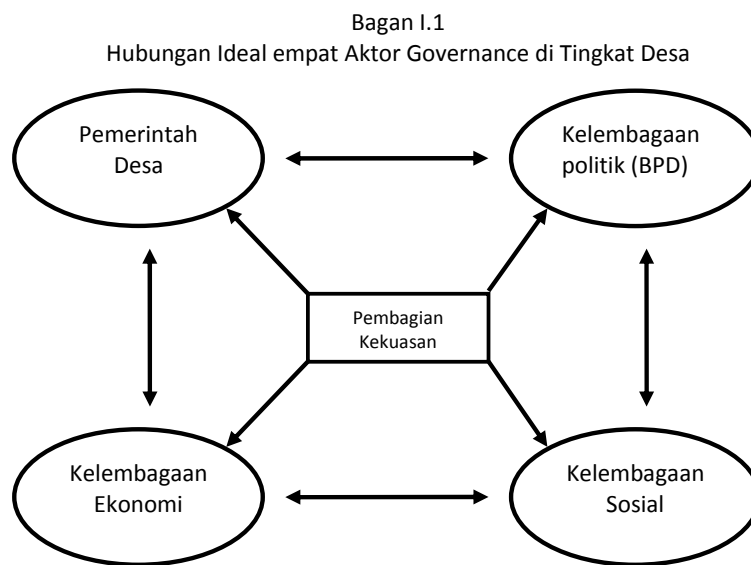 Bagan I.1
Hubungan Ideal empat Aktor Governance di Tingkat Desa
Pemerintah
Desa
Kelembagaan
politik (BPD)
Pembagian
Kekuasan
Kelembagaan
Ekonomi
Kelembagaan
Sosial